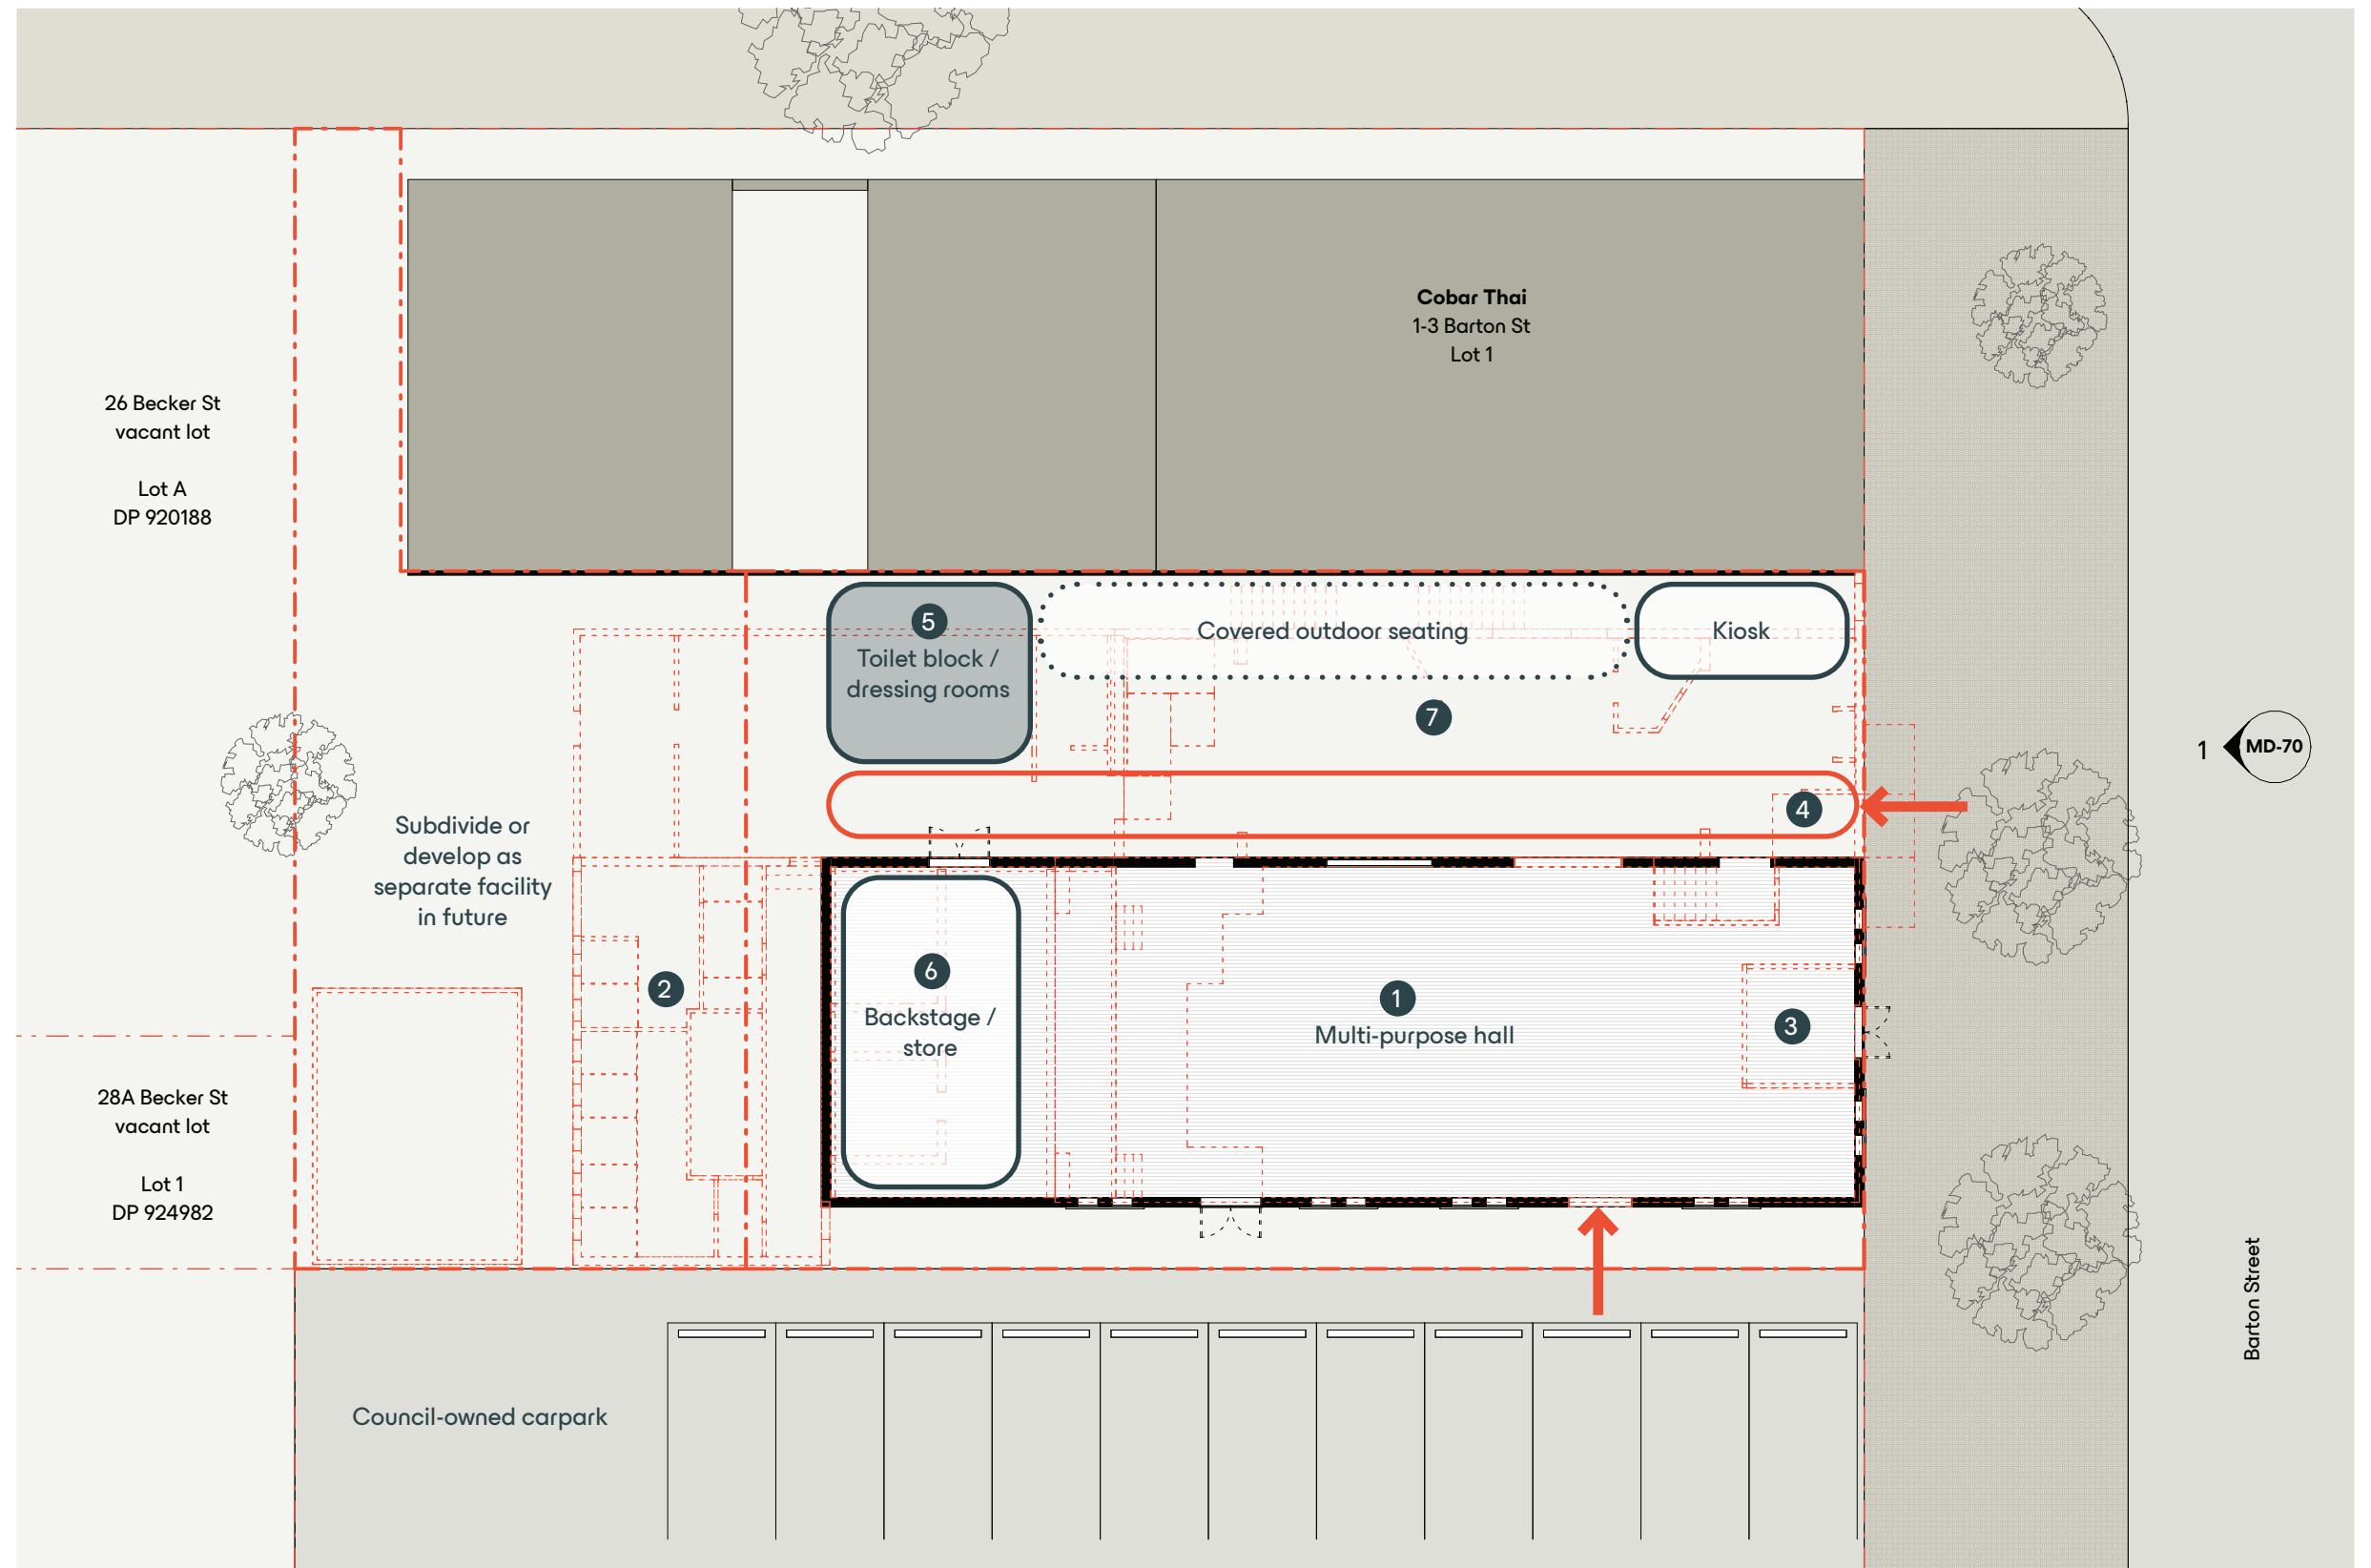 Cobar Thai
1-3 Barton St
Lot 1
26 Becker St
vacant lot
Lot A
DP 920188
5
Toilet block /
dressing rooms
Covered outdoor seating
Kiosk
7
1
MD-70
4
Subdivide or
develop as
separate facility
in future
2
6
Backstage /
store
1
Multi-purpose hall
3
28A Becker St
vacant lot
Lot 1
DP 924982
Barton Street
Council-owned carpark